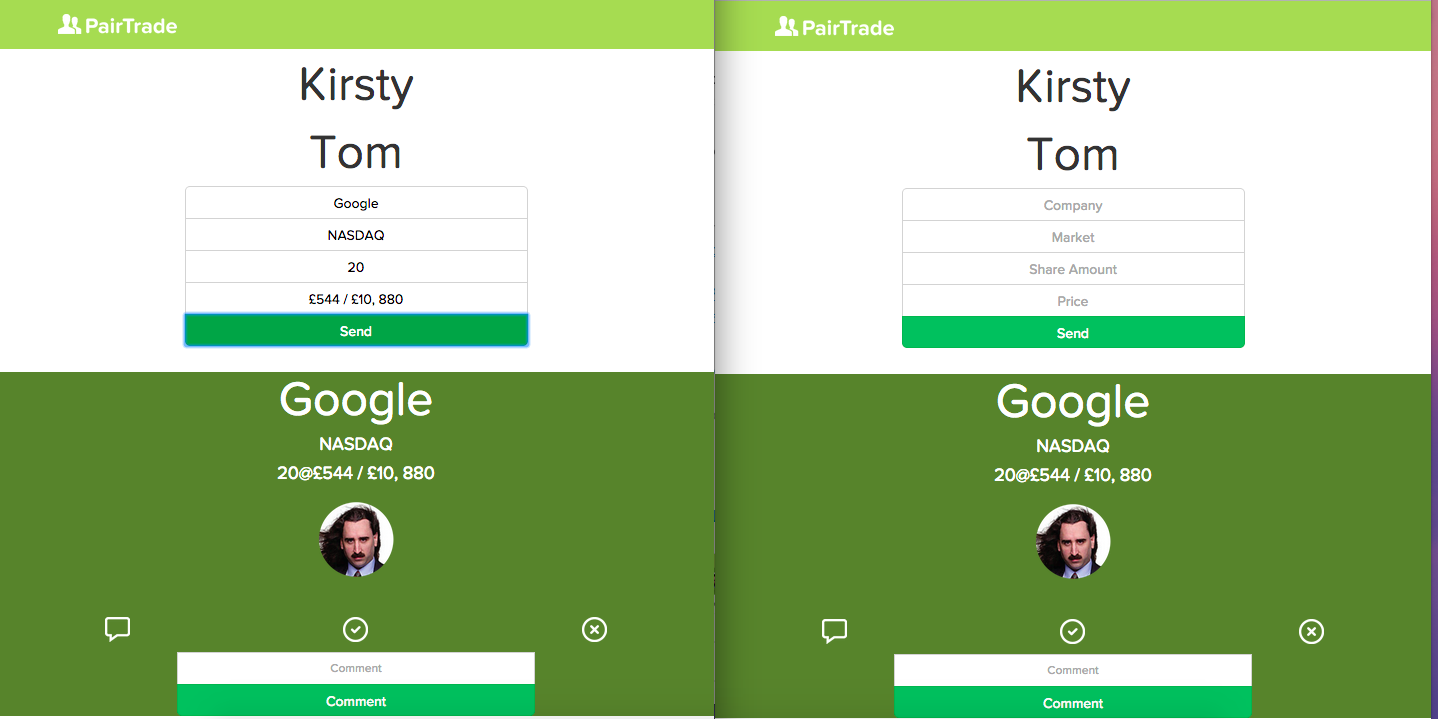 PairTrade
Kirsty
Tom
Google
NASDAQ
20
£544 / £10, 880
Send
Google
NASDAQ
20@£544 / £10, 880
Comment
Comment
PairTrade
Kirsty
Tom
Company
Market
Share Amount
Price
Send
Google
NASDAQ
20@£544 / £10, 880
Comment
Comment